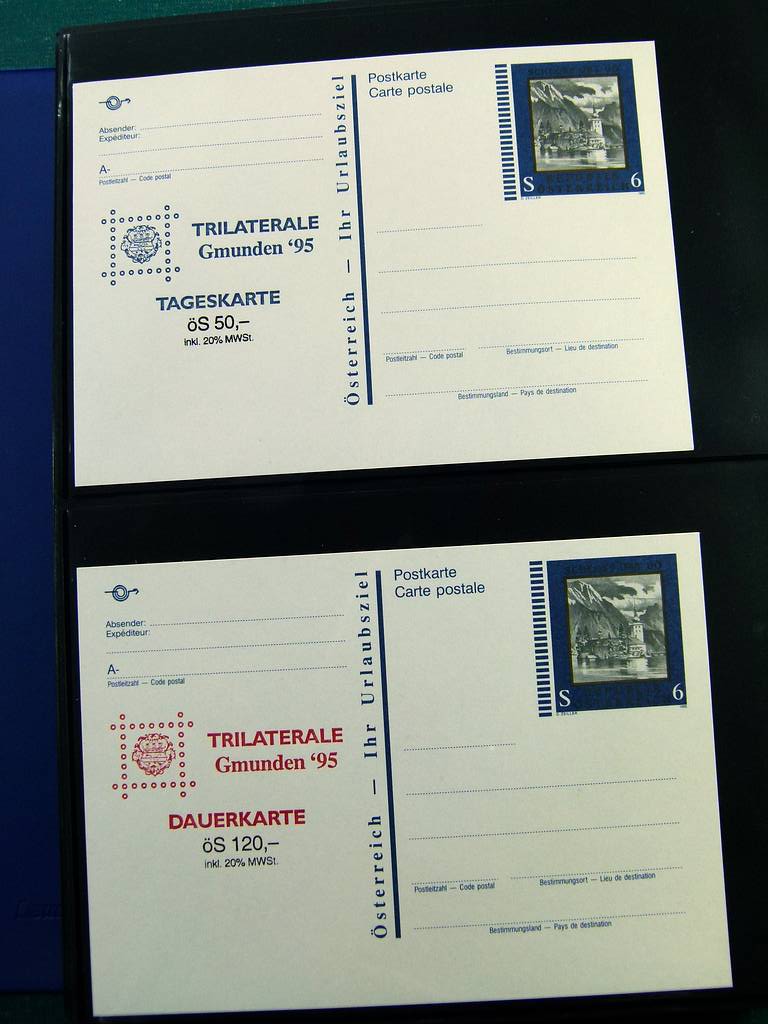 Postkarte
Carte postale
Absender:
Expéditeur:
A-
Postleitzahl — Code postal
TRILATERALE
Gmunden '95
TAGESKARTE
öS 50,–
inkl. 20% MWSt.
Österreich — Ihr Urlaubsziel
REPUBLIK
ÖSTERREICH
S 6
Postleitzahl — Code postal
Bestimmungsort — Lieu de destination
Bestimmungsland — Pays de destination
Postkarte
Carte postale
Absender:
Expéditeur:
A-
Postleitzahl — Code postal
TRILATERALE
Gmunden '95
DAUERKARTE
öS 120,–
inkl. 20% MWSt.
Österreich — Ihr Urlaubsziel
S 6
Postleitzahl — Code postal
Bestimmungsort — Lieu de destination
Bestimmungsland — Pays de destination